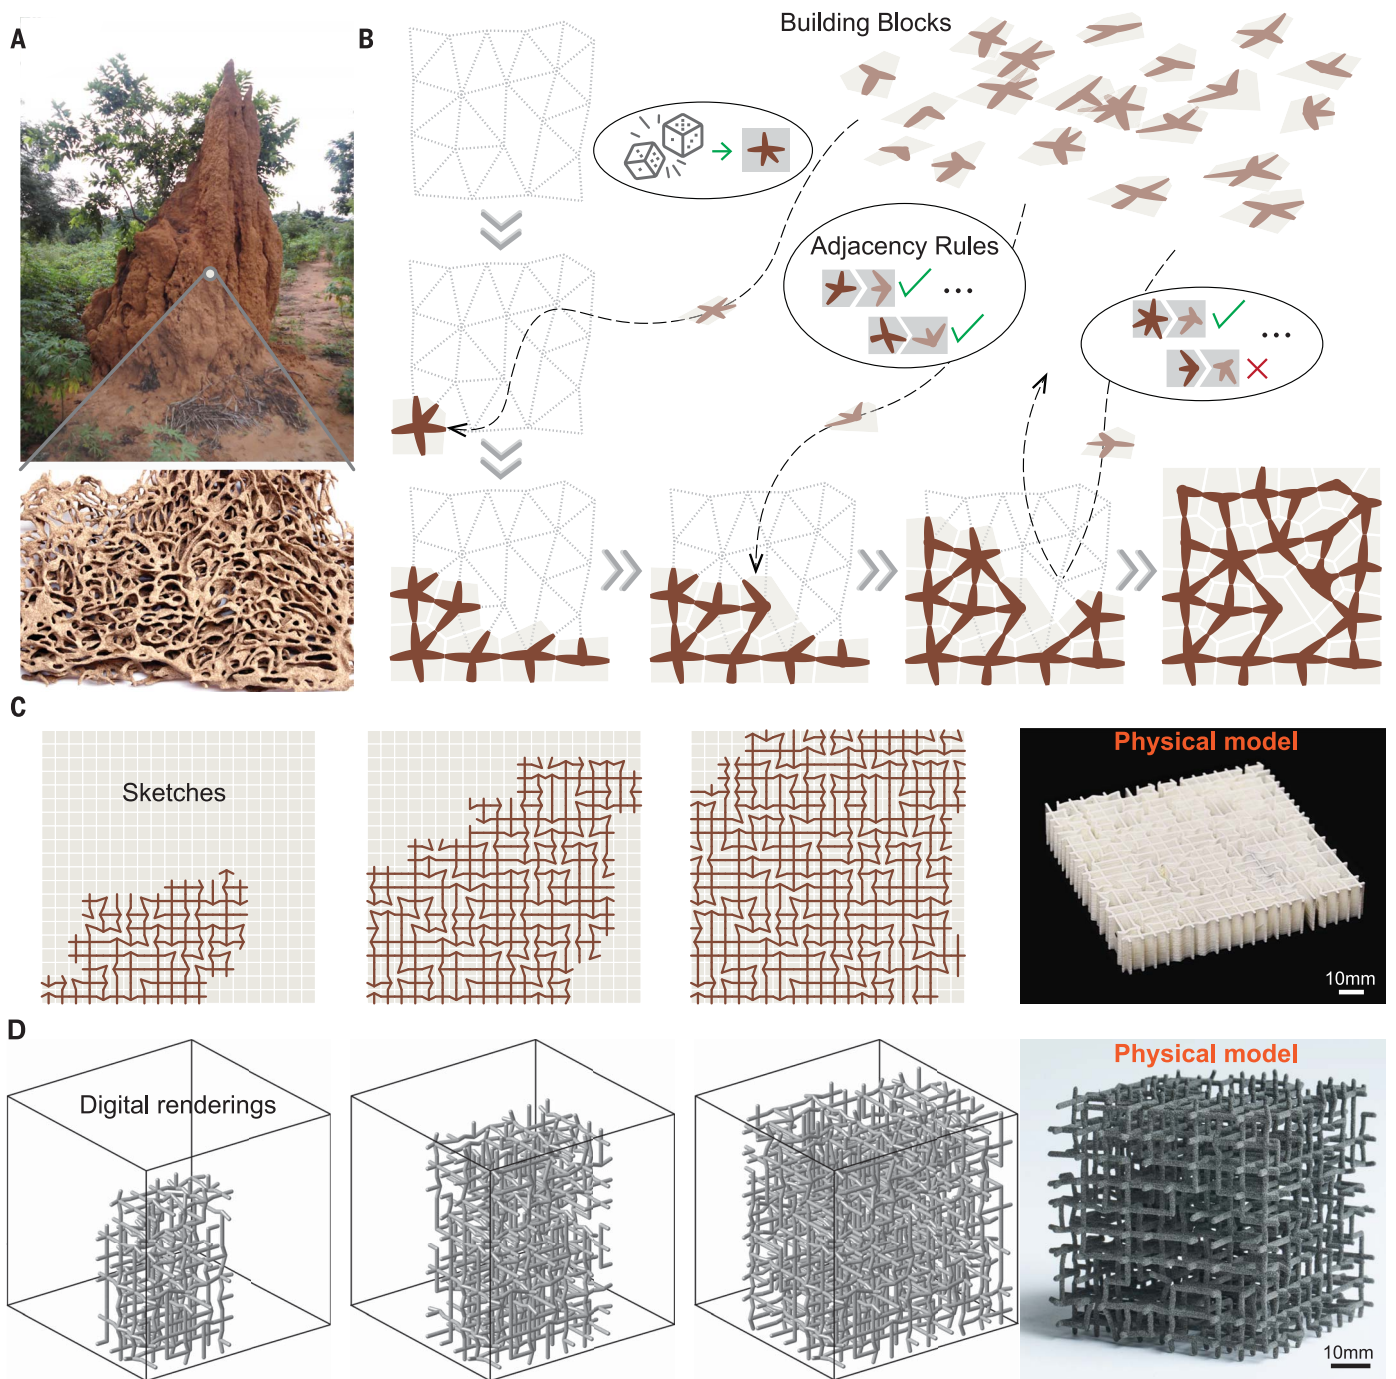 A
B
Building Blocks
Adjacency Rules
...
...
C
Sketches
Physical model
10mm
D
Digital renderings
Physical model
10mm